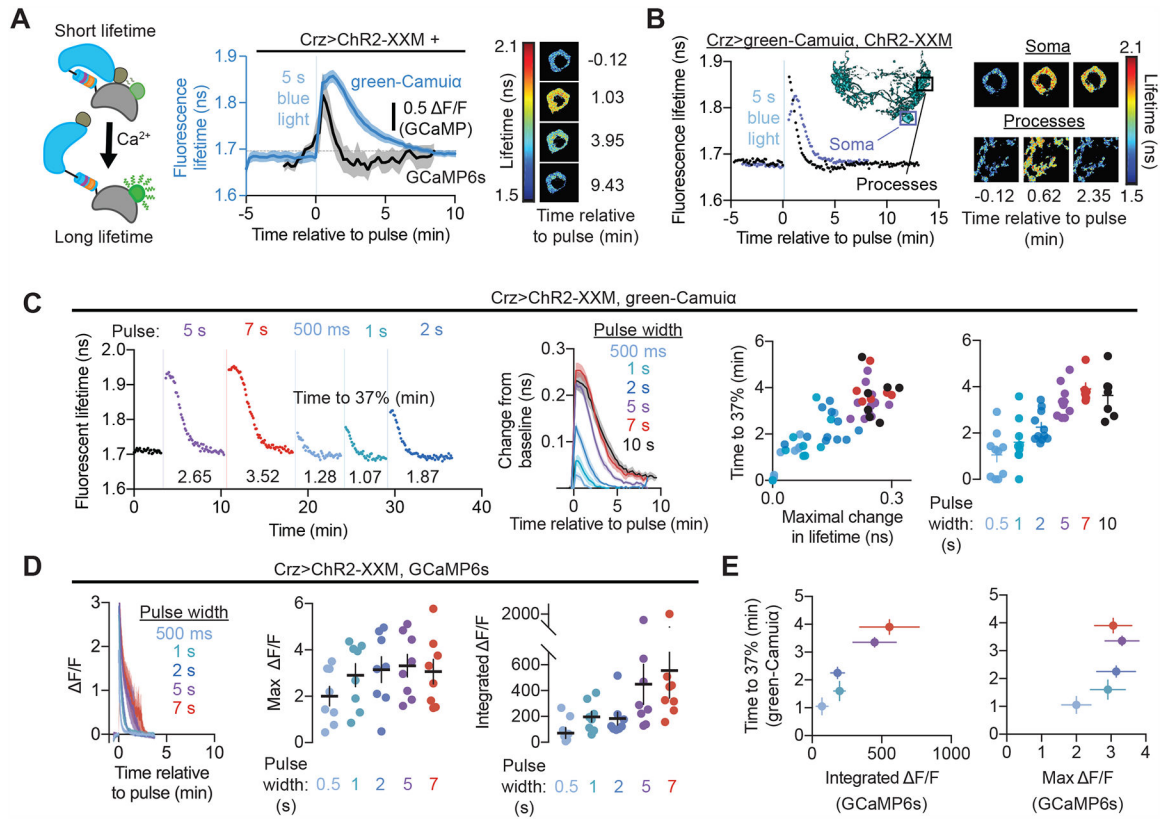 A
Short lifetime
Ca²⁺
Long lifetime
Crz>ChR2-XXM +
green-Camuiα
5 s
blue
light
0.5 ΔF/F
(GCaMP)
GCaMP6s
Fluorescence
lifetime (ns)
1.9
1.8
1.7
1.6
-5
0
5
10
Time relative to pulse (min)
2.1
Lifetime (ns)
1.5
-0.12
1.03
3.95
9.43
Time relative
to pulse (min)
B
Crz>green-Camuiα, ChR2-XXM
Fluorescence lifetime (ns)
1.9
1.8
1.7
1.6
5 s
blue
light
Soma
Processes
-5
0
5
10
15
Time relative to pulse (min)
Soma
Processes
-0.12
0.62
2.35
Time relative to pulse
(min)
2.1
Lifetime (ns)
1.5
C
Crz>ChR2-XXM, green-Camuiα
Pulse:
5 s
7 s
500 ms
1 s
2 s
Fluorescent lifetime (ns)
2.0
1.9
1.8
1.7
1.6
Time to 37% (min)
2.65
3.52
1.28
1.07
1.87
0
10
20
30
40
Time (min)
Pulse width
500 ms
1 s
2 s
5 s
7 s
10 s
Change from
baseline (ns)
0.3
0.2
0.1
0
5
10
Time relative to pulse (min)
Time to 37% (min)
6
4
2
0
0.0
0.3
Maximal change
in lifetime (ns)
6
4
2
0
Pulse
width:
(s)
0.5
1
2
5
7
10
D
Crz>ChR2-XXM, GCaMP6s
ΔF/F
3
2
1
0
Pulse width
500 ms
1 s
2 s
5 s
7 s
0
5
Time relative
to pulse (min)
Max ΔF/F
6
4
2
0
Pulse
width:
(s)
0.5
1
2
5
7
Integrated ΔF/F
2000
600
400
200
0
Pulse
width:
(s)
0.5
1
2
5
7
E
Time to 37% (min)
(green-Camuiα)
5
4
3
2
1
0
0
500
1000
Integrated ΔF/F
(GCaMP6s)
5
4
3
2
1
0
0
1
2
3
4
Max ΔF/F
(GCaMP6s)